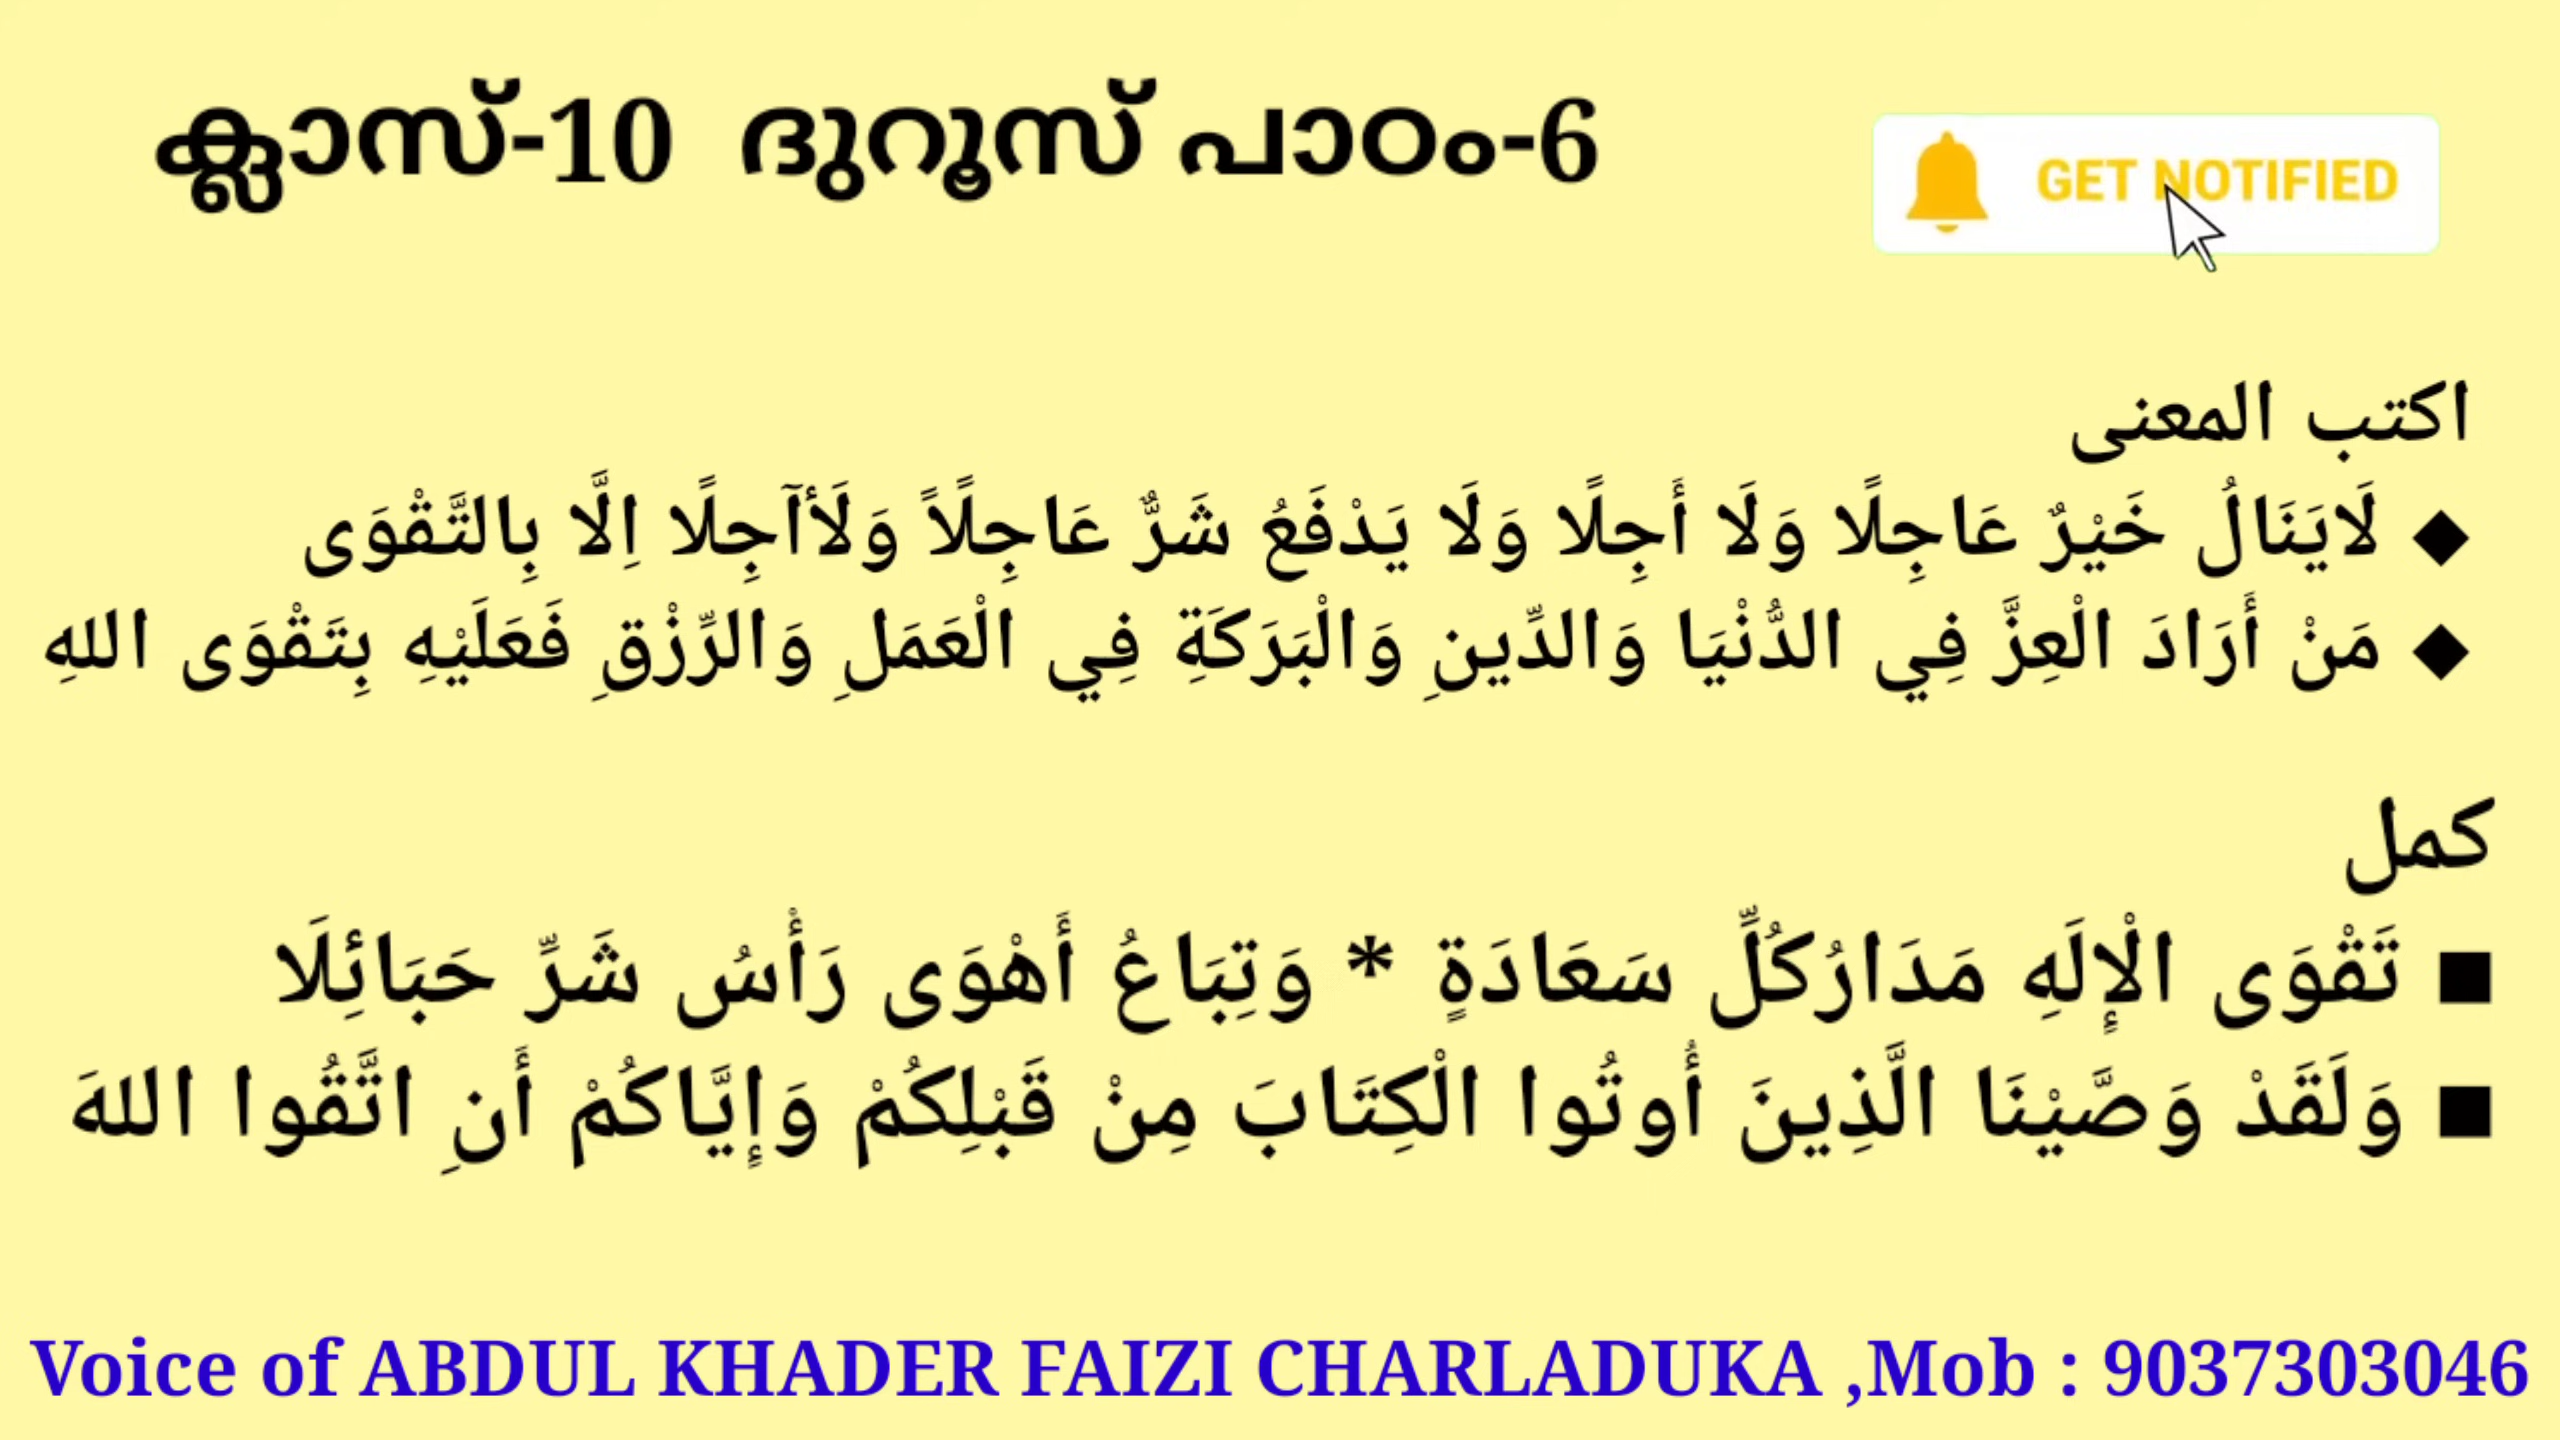 ക്ലാസ്-10 ദുറൂസ് പാഠം-6
GET NOTIFIED
اكتب المعنى
◆ لَايَنَالُ خَيْرٌ عَاجِلًا وَلَا أَجِلًا وَلَا يَدْفَعُ شَرٌّ عَاجِلًاً وَلَأآجِلًا اِلَّا بِالتَّقْوَى
◆ مَنْ أَرَادَ الْعِزَّ فِي الدُّنْيَا وَالدِّينِ وَالْبَرَكَةِ فِي الْعَمَلِ وَالرِّزْقِ فَعَلَيْهِ بِتَقْوَى اللهِ
كمل
■ تَقْوَى الْإِلَهِ مَدَارُكُلِّ سَعَادَةٍ * وَتِبَاعُ أَهْوَى رَأْسُ شَرِّ حَبَائِلَا
■ وَلَقَدْ وَصَّيْنَا الَّذِينَ أُوتُوا الْكِتَابَ مِنْ قَبْلِكُمْ وَإِيَّاكُمْ أَنِ اتَّقُوا اللهَ
Voice of ABDUL KHADER FAIZI CHARLADUKA ,Mob : 9037303046